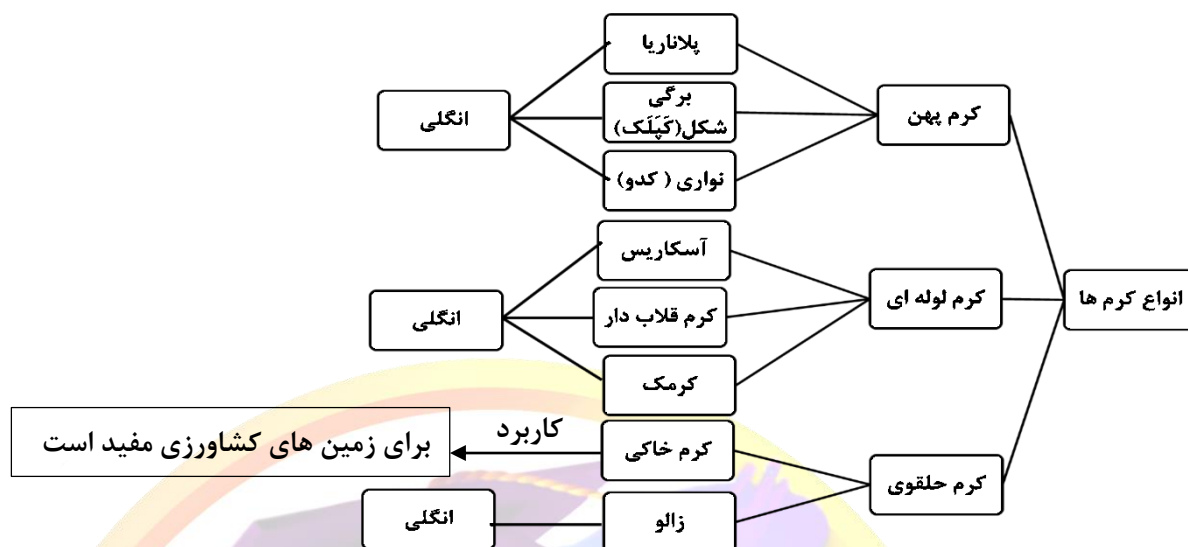 انواع کرم ها
کرم پهن
پلاناریا
برگی
شکل(کَپَلَک)
نواری ( کدو)
انگلی
کرم لوله ای
آسکاریس
کرم قلاب دار
کرمک
انگلی
کرم حلقوی
کرم خاکی
کاربرد
برای زمین های کشاورزی مفید است
زالو
انگلی